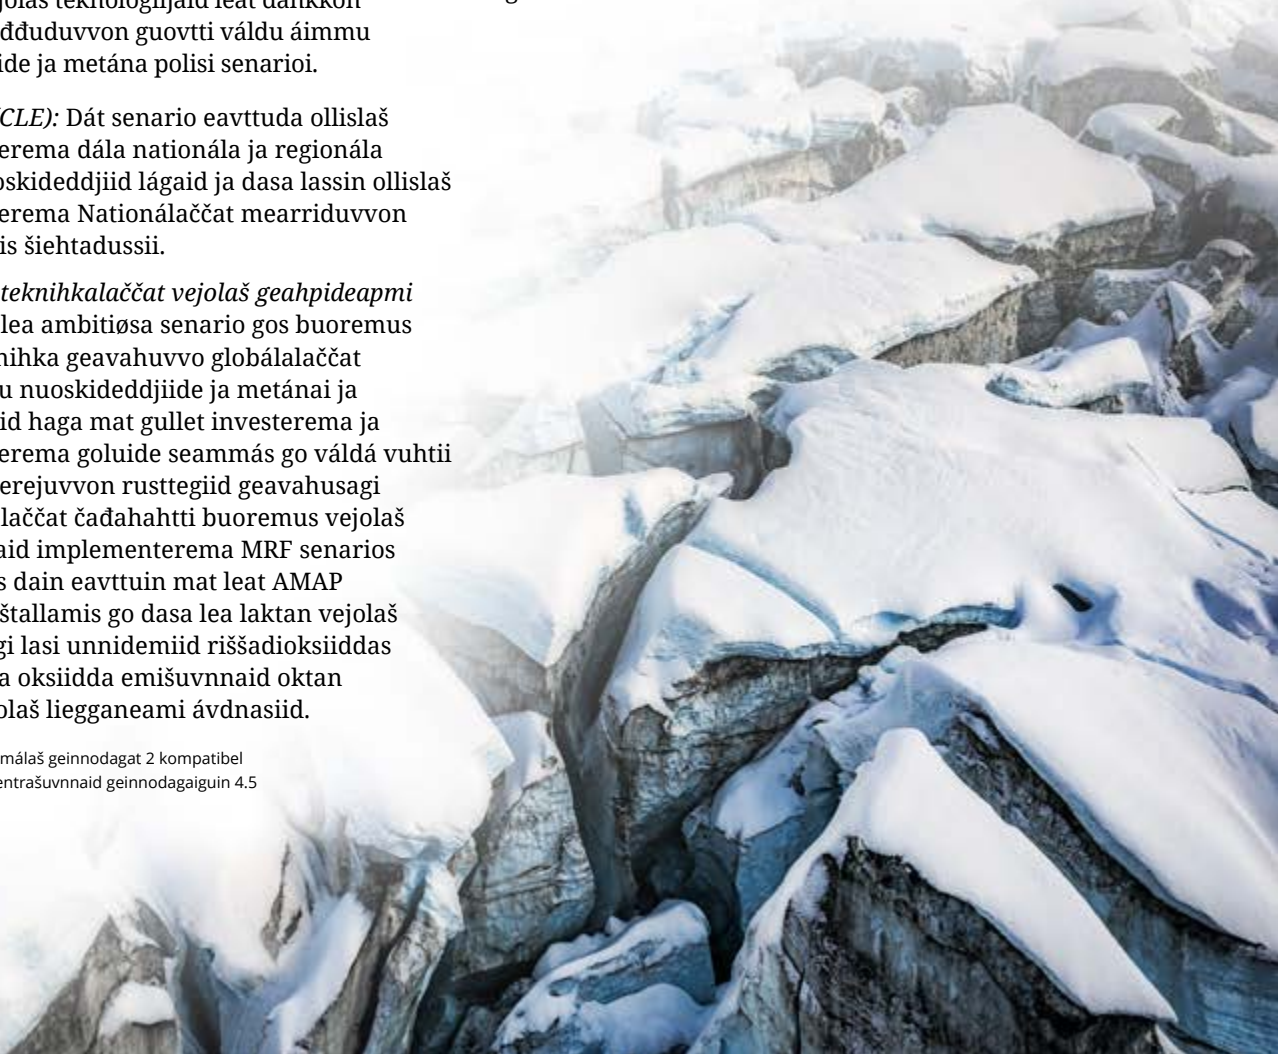 teknologiijaid leat dahkkon
đđuduvvon guovtti váldu áimmu
ide ja metána polisi senarioi.
CLE): Dát senario eavttuda ollislaš
erema dála nationála ja regionála
oskideddjiid lágaid ja dasa lassin ollislaš
erema Nationálaččat mearriduvvon
is šiehtadussii.
teknihkalaččat vejolaš geahpideapmi
lea ambitiøsa senario gos buoremus
nihka geavahuvvo globálalaččat
u nuoskideddjiide ja metánai ja
id haga mat gullet investerema ja
erema goluide seammás go váldá vuhtii
erejuvvon rusttegiid geavahusagi
laččat čađahahtti buoremus vejolaš
aid implementerema MRF senarios
s dain eavttuin mat leat AMAP
štallamis go dasa lea laktan vejolaš
gi lasi unnidemiid riššadioksiiddas
a oksiidda emišuvnnaid oktan
olaš liegganeami ávdnasiid.
málaš geinnodagat 2 kompatibel
entrašuvnnaid geinnodagaiguin 4.5